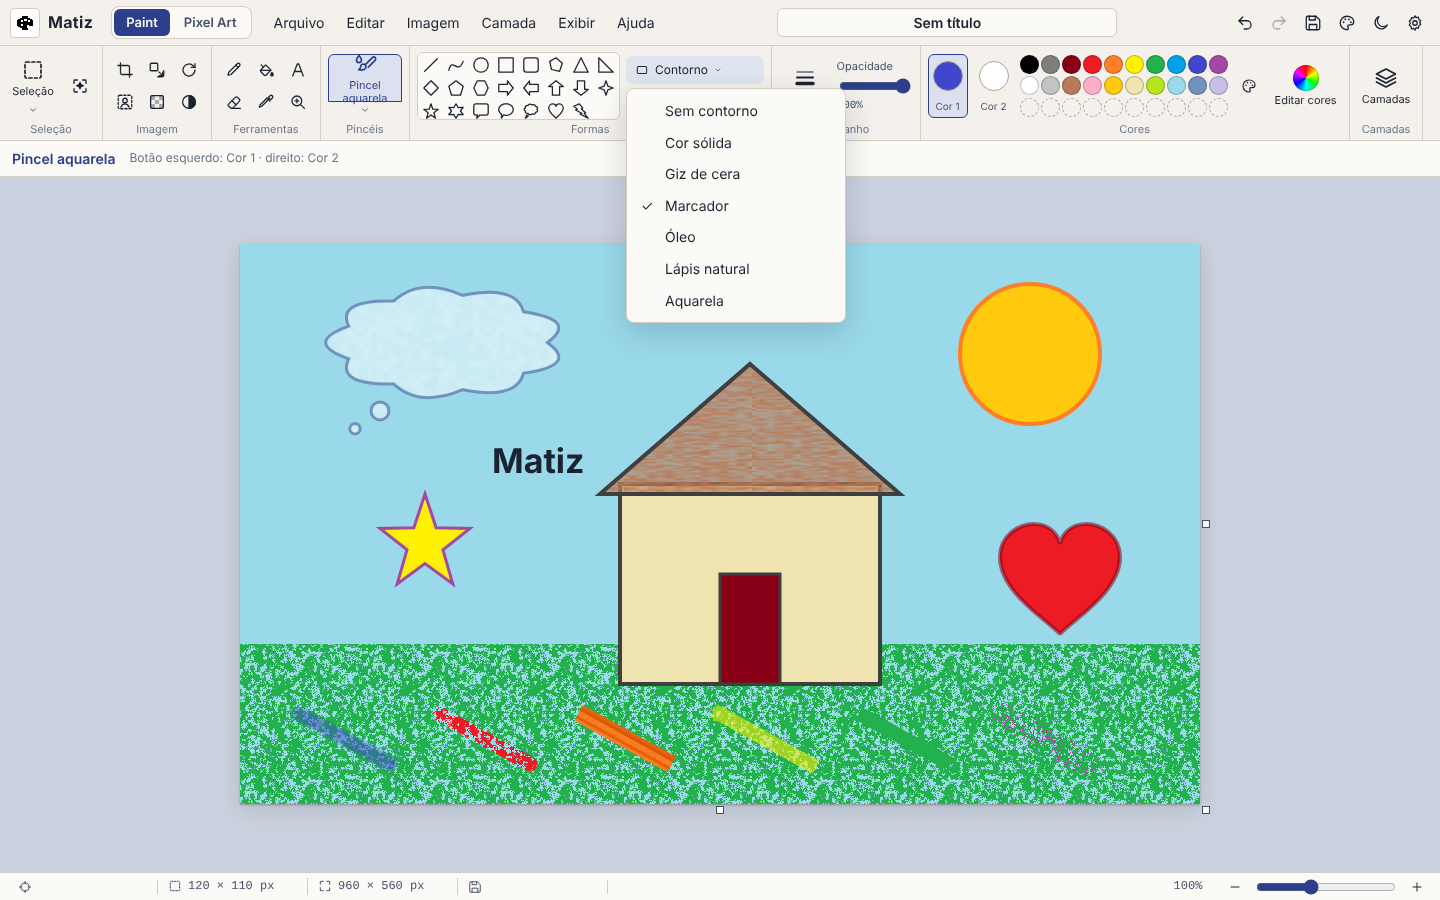 Matiz
Paint
Pixel Art
Arquivo
Editar
Imagem
Camada
Exibir
Ajuda
Sem título
Seleção
Seleção
Imagem
Ferramentas
Pincel
aquarela
Pincéis
Formas
Contorno
Sem contorno
Cor sólida
Giz de cera
Marcador
Óleo
Lápis natural
Aquarela
Opacidade
Cor 1
Cor 2
Cores
Editar cores
Camadas
Camadas
Pincel aquarela
Botão esquerdo: Cor 1 · direito: Cor 2
Matiz
120 × 110 px
960 × 560 px
100%